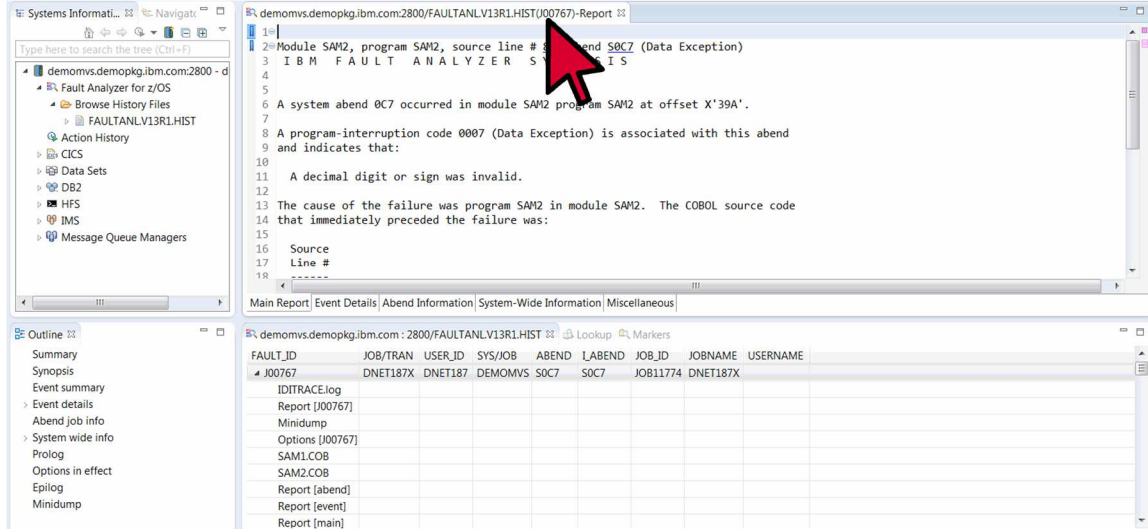 Systems Informati...
Navigato
Type here to search the tree (Ctrl+F)
demomvs.demopkg.ibm.com:2800 - d
Fault Analyzer for z/OS
Browse History Files
FAULTANL.V13R1.HIST
Action History
CICS
Data Sets
DB2
HFS
IMS
Message Queue Managers
demomvs.demopkg.ibm.com:2800/FAULTANL.V13R1.HIST(J00767)-Report
1
2 Module SAM2, program SAM2, source line # end S0C7 (Data Exception)
3 I B M F A U L T A N A L Y Z E R S Y S I S
4
5
6 A system abend 0C7 occurred in module SAM2 program SAM2 at offset X'39A'.
7
8 A program-interruption code 0007 (Data Exception) is associated with this abend
9 and indicates that:
10
11 A decimal digit or sign was invalid.
12
13 The cause of the failure was program SAM2 in module SAM2. The COBOL source code
14 that immediately preceded the failure was:
15
16 Source
17 Line #
18 ------
Main Report Event Details Abend Information System-Wide Information Miscellaneous
Outline
Summary
Synopsis
Event summary
Event details
Abend job info
System wide info
Prolog
Options in effect
Epilog
Minidump
demomvs.demopkg.ibm.com : 2800/FAULTANL.V13R1.HIST Lookup Markers
FAULT_ID JOB/TRAN USER_ID SYS/JOB ABEND I_ABEND JOB_ID JOBNAME USERNAME
J00767 DNET187X DNET187 DEMOMVS S0C7 S0C7 JOB11774 DNET187X
IDITRACE.log
Report [J00767]
Minidump
Options [J00767]
SAM1.COB
SAM2.COB
Report [abend]
Report [event]
Report [main]